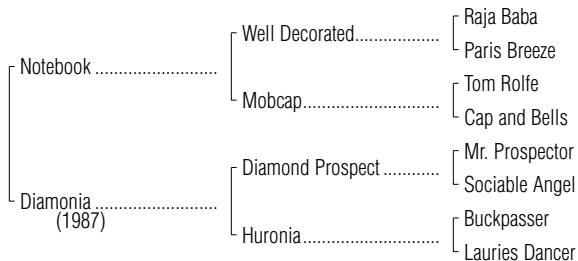 Raja Baba
Well Decorated...................
Paris Breeze
Notebook ...........................
Tom Rolfe
Mobcap...............................
Cap and Bells
Mr. Prospector
Diamond Prospect ............
Sociable Angel
Diamonia ...........................
(1987)
Buckpasser
Huronia...............................
Lauries Dancer